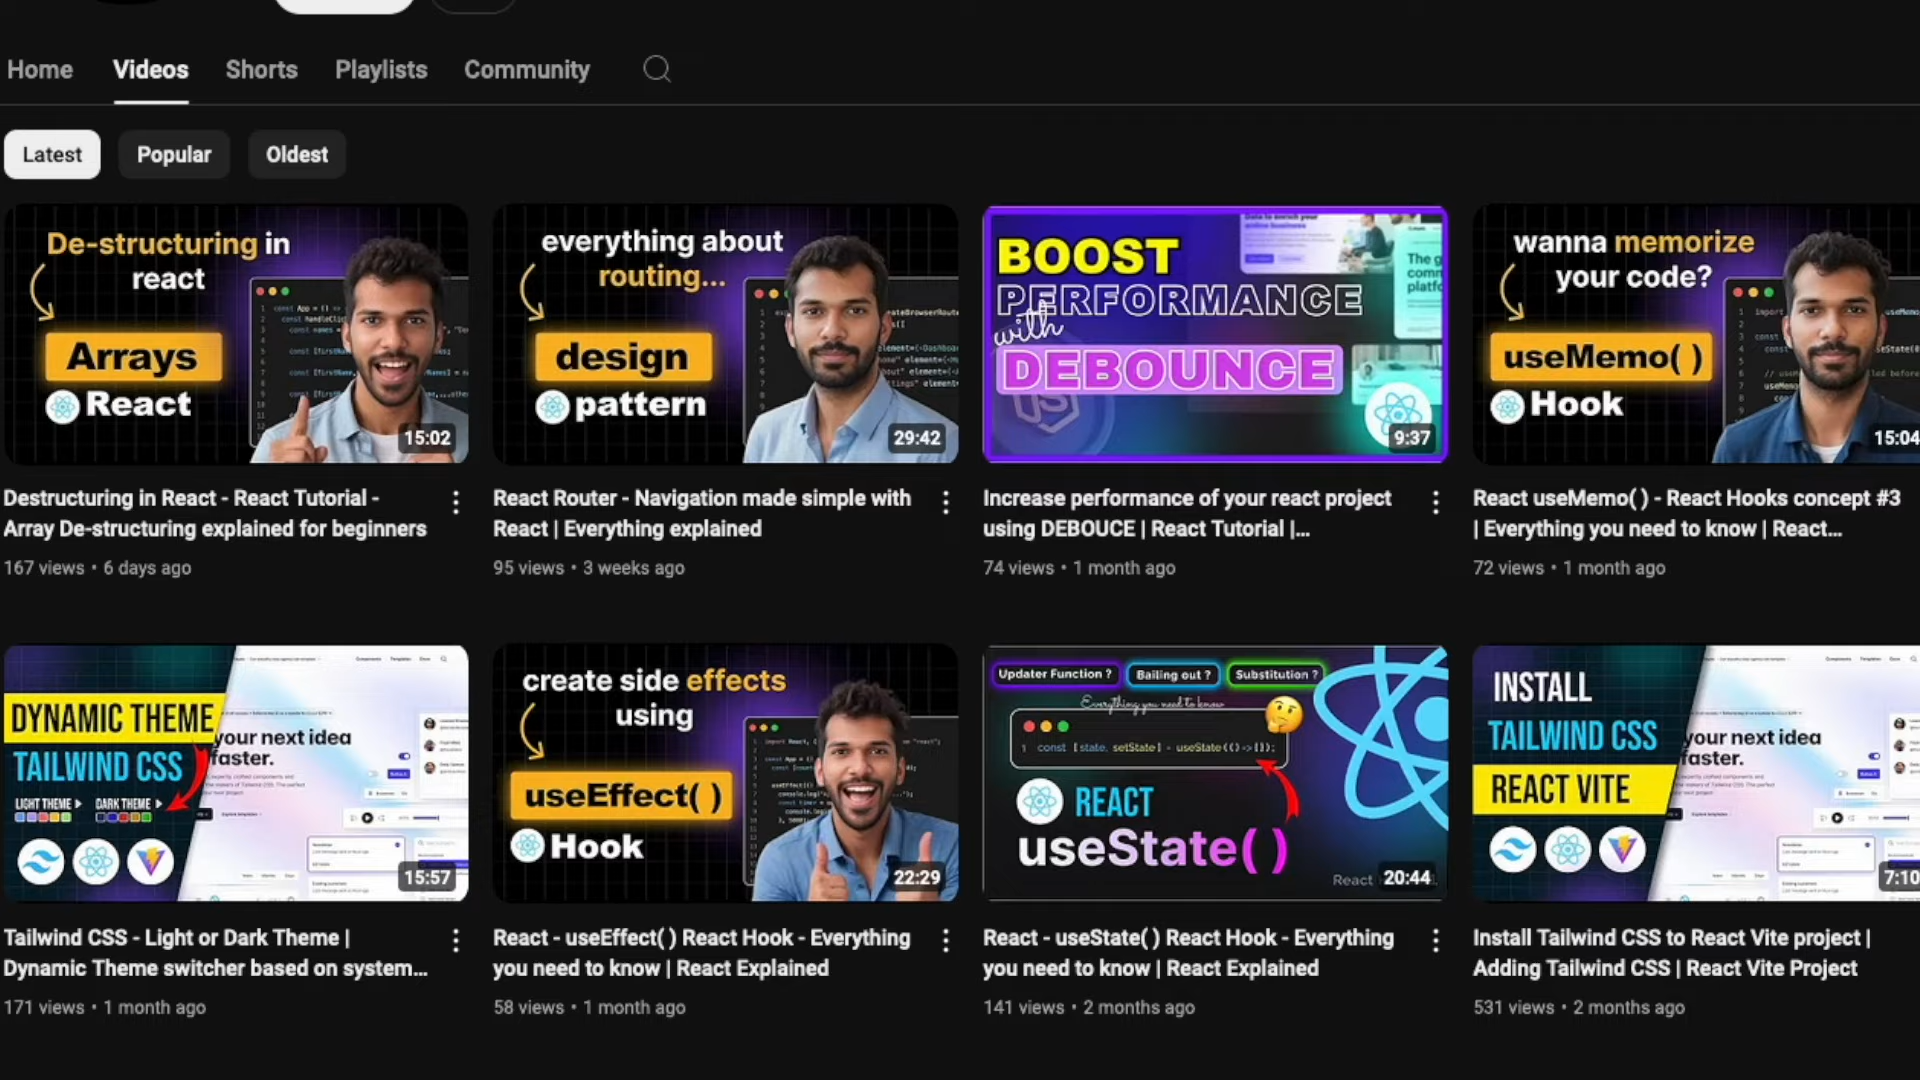 Home Videos Shorts Playlists Community
Latest Popular Oldest
De-structuring in
react
Arrays
React
15:02
everything about
routing...
design
pattern
29:42
BOOST
PERFORMANCE
with
DEBOUNCE
9:37
wanna memorize
your code?
useMemo( )
Hook
15:04
Destructuring in React - React Tutorial -
Array De-structuring explained for beginners
167 views • 6 days ago
React Router - Navigation made simple with
React | Everything explained
95 views • 3 weeks ago
Increase performance of your react project
using DEBOUCE | React Tutorial |...
74 views • 1 month ago
React useMemo( ) - React Hooks concept #3
| Everything you need to know | React...
72 views • 1 month ago
DYNAMIC THEME
TAILWIND CSS
LIGHT THEME
DARK THEME
your next idea
faster.
15:57
create side effects
using
useEffect( )
Hook
22:29
Updater Function ?
Bailing out ?
Substitution ?
Everything you need to know
1 const [state, setState] = useState(() => []);
REACT
useState( )
React
20:44
INSTALL
TAILWIND CSS
REACT VITE
your next idea
faster.
7:10
Tailwind CSS - Light or Dark Theme |
Dynamic Theme switcher based on system...
171 views • 1 month ago
React - useEffect( ) React Hook - Everything
you need to know | React Explained
58 views • 1 month ago
React - useState( ) React Hook - Everything
you need to know | React Explained
141 views • 2 months ago
Install Tailwind CSS to React Vite project |
Adding Tailwind CSS | React Vite Project
531 views • 2 months ago